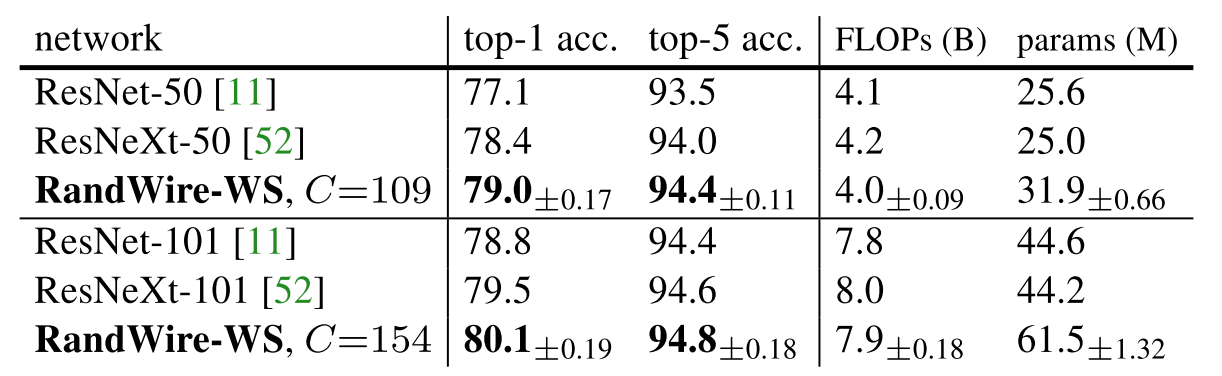 network top-1 acc. top-5 acc. FLOPs (B) params (M)
ResNet-50 [11] 77.1 93.5 4.1 25.6
ResNeXt-50 [52] 78.4 94.0 4.2 25.0
RandWire-WS, C=109 79.0±0.17 94.4±0.11 4.0±0.09 31.9±0.66
ResNet-101 [11] 78.8 94.4 7.8 44.6
ResNeXt-101 [52] 79.5 94.6 8.0 44.2
RandWire-WS, C=154 80.1±0.19 94.8±0.18 7.9±0.18 61.5±1.32